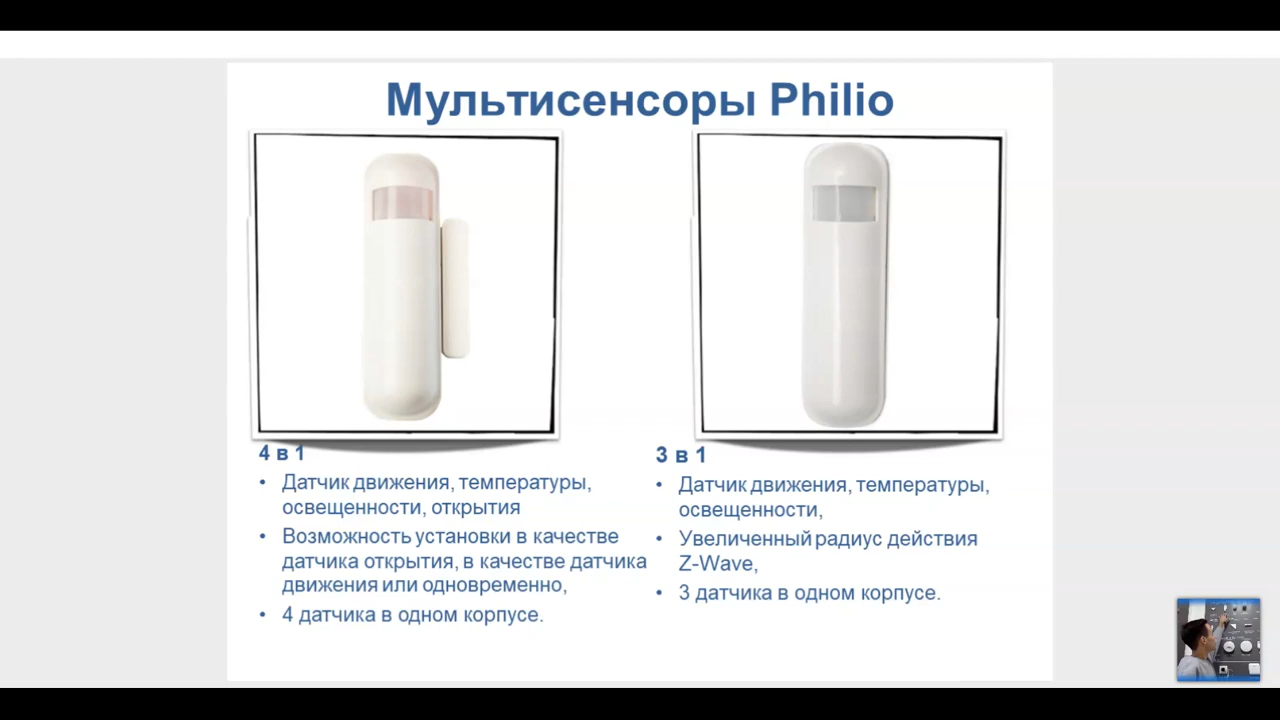 Мультисенсоры Philio
4 в 1
• Датчик движения, температуры,
освещенности, открытия
• Возможность установки в качестве
датчика открытия, в качестве датчика
движения или одновременно,
• 4 датчика в одном корпусе.
3 в 1
• Датчик движения, температуры,
освещенности,
• Увеличенный радиус действия
Z-Wave,
• 3 датчика в одном корпусе.